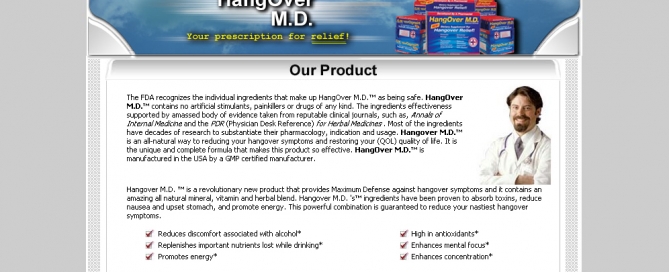 HangOver
M.D.
Your prescription for relief!
HangOver M.D.
Hangover Relief!
Our Product
The FDA recognizes the individual ingredients that make up HangOver M.D.™ as being safe. HangOver
M.D.™ contains no artificial stimulants, painkillers or drugs of any kind. The ingredients effectiveness
supported by amassed body of evidence taken from reputable clinical journals, such as, Annals of
Internal Medicine and the PDR (Physician Desk Reference) for Herbal Medicines . Most of the ingredients
have decades of research to substantiate their pharmacology, indication and usage. Hangover M.D.™
is an all-natural way to reducing your hangover symptoms and restoring your (QOL) quality of life. It is
the unique and complete formula that makes this product so effective. HangOver M.D.™ is
manufactured in the USA by a GMP certified manufacturer.
Hangover M.D. ™ is a revolutionary new product that provides Maximum Defense against hangover symptoms and it contains an
amazing all natural mineral, vitamin and herbal blend. Hangover M.D. 's™ ingredients have been proven to absorb toxins, reduce
nausea and upset stomach, and promote energy. This powerful combination is guaranteed to reduce your nastiest hangover
symptoms.
Reduces discomfort associated with alcohol*
Replenishes important nutrients lost while drinking*
Promotes energy*
High in antioxidants*
Enhances mental focus*
Enhances concentration*